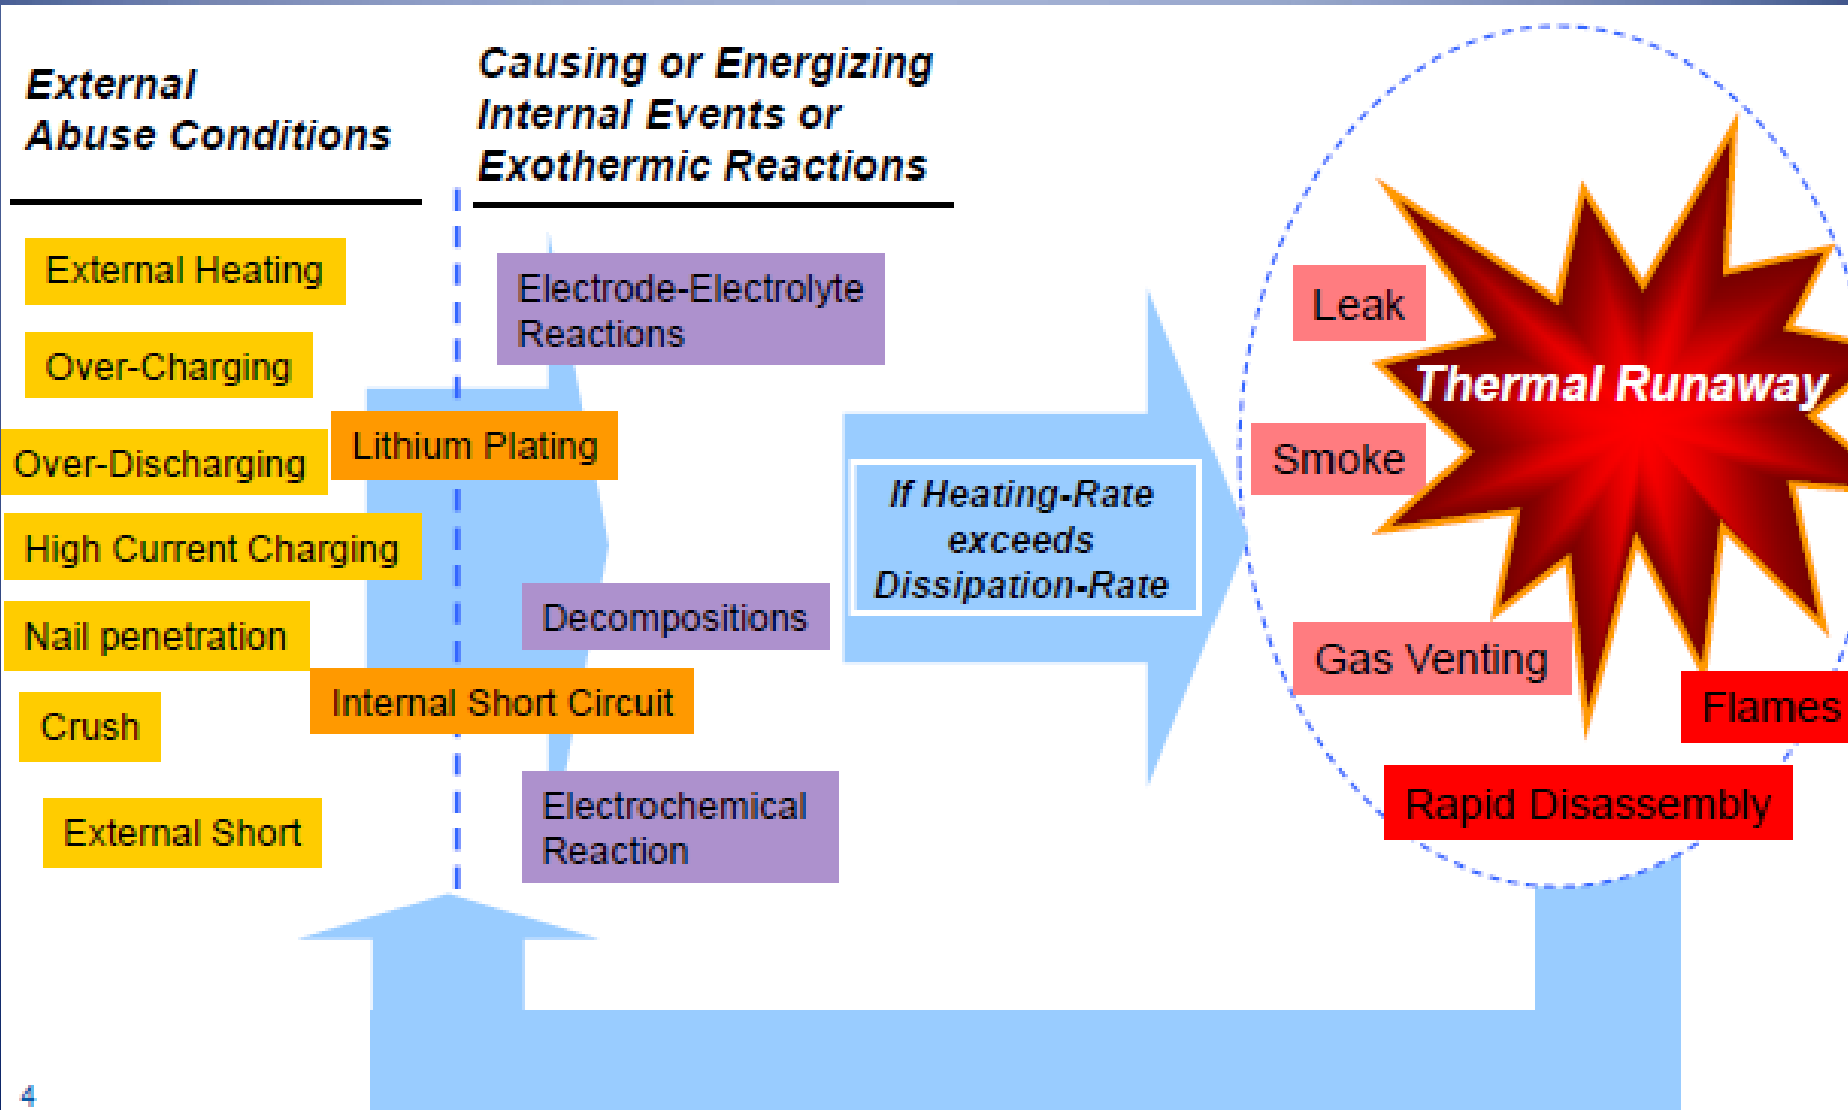 External
Abuse Conditions
Causing or Energizing
Internal Events or
Exothermic Reactions
External Heating
Over-Charging
Over-Discharging
High Current Charging
Nail penetration
Crush
External Short
Lithium Plating
Internal Short Circuit
Electrode-Electrolyte
Reactions
Decompositions
Electrochemical
Reaction
If Heating-Rate
exceeds
Dissipation-Rate
Leak
Thermal Runaway
Smoke
Gas Venting
Flames
Rapid Disassembly
4